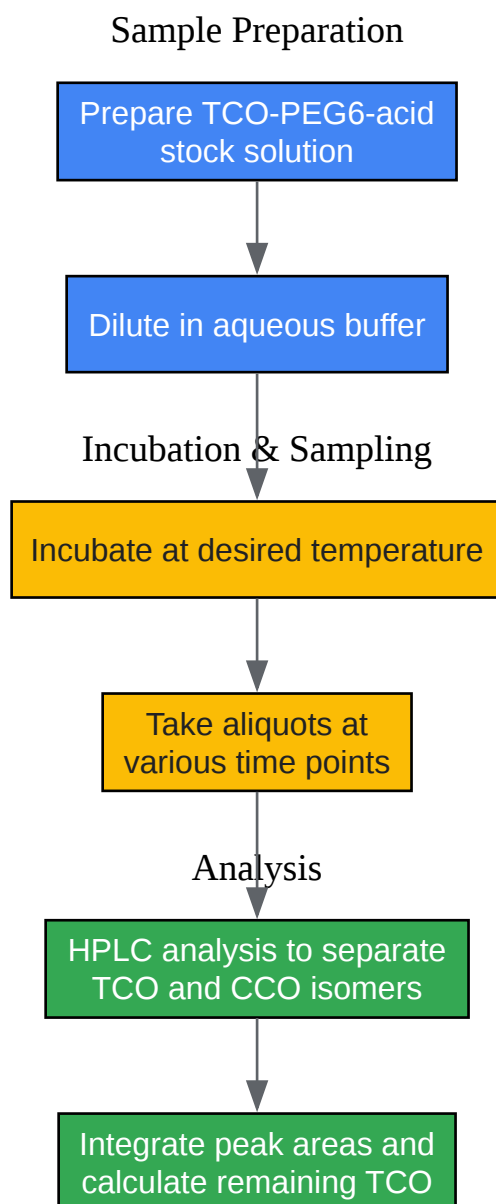 Sample Preparation
Prepare TCO-PEG6-acid
stock solution
Dilute in aqueous buffer
Incubation & Sampling
Incubate at desired temperature
Take aliquots at
various time points
Analysis
HPLC analysis to separate
TCO and CCO isomers
Integrate peak areas and
calculate remaining TCO